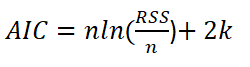 AIC = nln(RSS/n)+ 2k